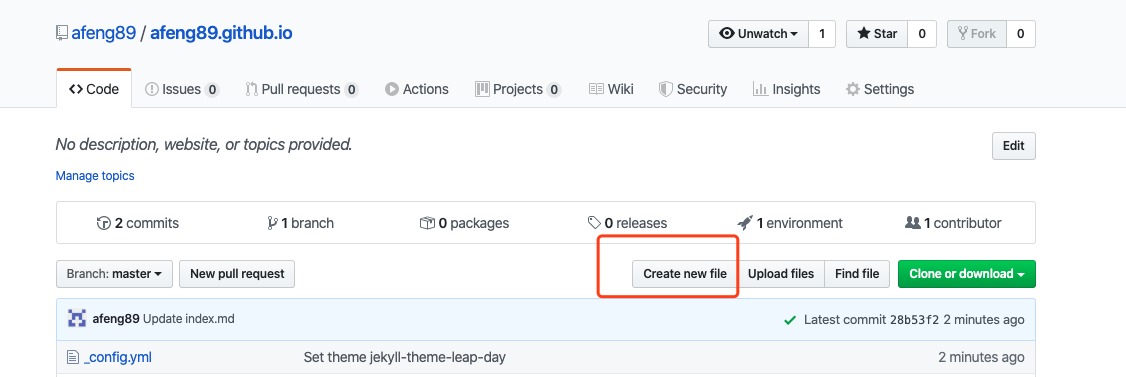 afeng89 / afeng89.github.io Unwatch 1 Star 0 Fork 0
Code Issues 0 Pull requests 0 Actions Projects 0 Wiki Security Insights Settings
No description, website, or topics provided. Edit
Manage topics
2 commits 1 branch 0 packages 0 releases 1 environment 1 contributor
Branch: master New pull request Create new file Upload files Find file Clone or download
afeng89 Update index.md Latest commit 28b53f2 2 minutes ago
_config.yml Set theme jekyll-theme-leap-day 2 minutes ago